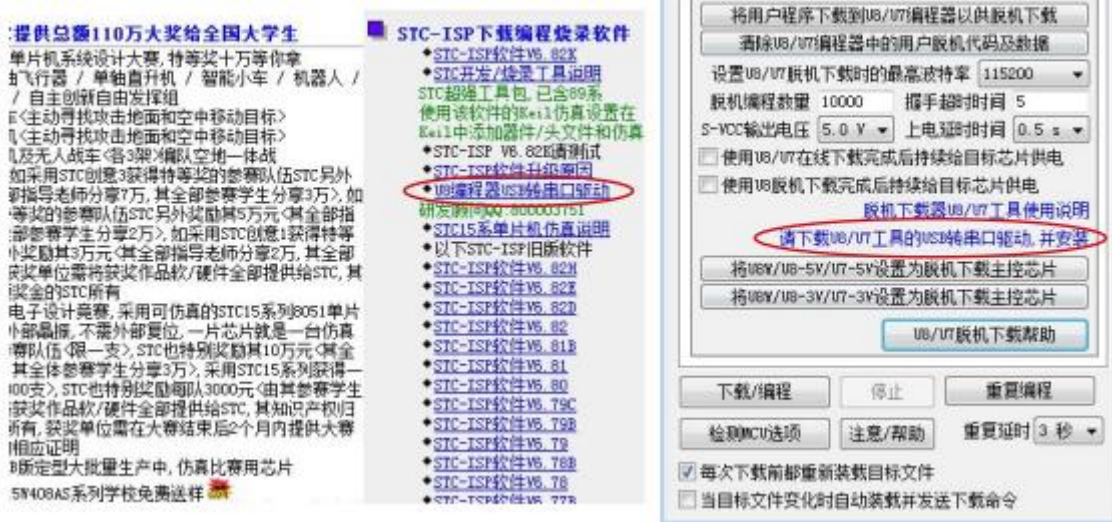 提供总额110万大奖给全国大学生
单片机系统设计大赛,特等奖十万等你拿
飞行器 / 单轴直升机 / 智能小车 / 机器人 /
/ 自主创新自由发挥组
<主动寻找攻击地面和空中移动目标>
<主动寻找攻击地面和空中移动目标>
及无人战车<各3架>编队空地一体战
如采用STC创意3获得特等奖的参赛队伍STC另外
部指导老师分享7万,其全部参赛学生分享3万>,如
等奖的参赛队伍STC另外奖励其5万元<其全部指
部参赛学生分享2万>,如采用STC创意1获得特等
外奖励其3万元<其全部指导老师分享2万,其全部
获奖单位需将获奖作品软/硬件全部提供给STC,其
奖金的STC所有
电子设计竞赛,采用可仿真的STC15系列8051单片
外部晶振,不需外部复位,一片芯片就是一台仿真
赛队伍<限一支>,STC也特别奖励其10万元<其全
其全体参赛学生分享3万>,采用STC15系列获得一
000支>,STC也特别奖励每队3000元<由其参赛学生
获奖作品软/硬件全部提供给STC,其知识产权归
所有,获奖单位需在大赛结束后2个月内提供大赛
相应证明
B版定型大批量生产中,仿真比赛用芯片
5W408AS系列学校免费送样
STC-ISP下载编程烧录软件
◆STC-ISP软件V6.82K
◆STC开发/烧录工具说明
STC超强工具包,已含89系
使用该软件的Keil仿真设置在
Keil中添加器件/头文件和仿真
◆STC-ISP V6.82K请测试
◆STC-ISP软件升级原因
◆U8编程器USB转串口驱动
研发顾问QQ:800003751
◆STC15系单片机仿真说明
◆以下STC-ISP旧版软件
◆STC-ISP软件V6.82H
◆STC-ISP软件V6.82E
◆STC-ISP软件V6.82D
◆STC-ISP软件V6.82
◆STC-ISP软件V6.81B
◆STC-ISP软件V6.81
◆STC-ISP软件V6.80
◆STC-ISP软件V6.79C
◆STC-ISP软件V6.79B
◆STC-ISP软件V6.79
◆STC-ISP软件V6.78B
◆STC-ISP软件V6.78
◆STC-ISP软件V6.77B
将用户程序下载到U8/U7编程器以供脱机下载
清除U8/U7编程器中的用户脱机代码及数据
设置U8/U7脱机下载时的最高波特率 115200
脱机编程数量 10000 握手超时时间 5
S-VCC输出电压 5.0 V 上电延时时间 0.5 s
使用U8/U7在线下载完成后持续给目标芯片供电
使用U8脱机下载完成后持续给目标芯片供电
脱机下载器U8/U7工具使用说明
请下载U8/U7工具的USB转串口驱动,并安装
将U8W/U8-5V/U7-5V设置为脱机下载主控芯片
将U8W/U8-3V/U7-3V设置为脱机下载主控芯片
U8/U7脱机下载帮助
下载/编程 停止 重复编程
检测MCU选项 注意/帮助 重复延时 3 秒
每次下载前都重新装载目标文件
当目标文件变化时自动装载并发送下载命令